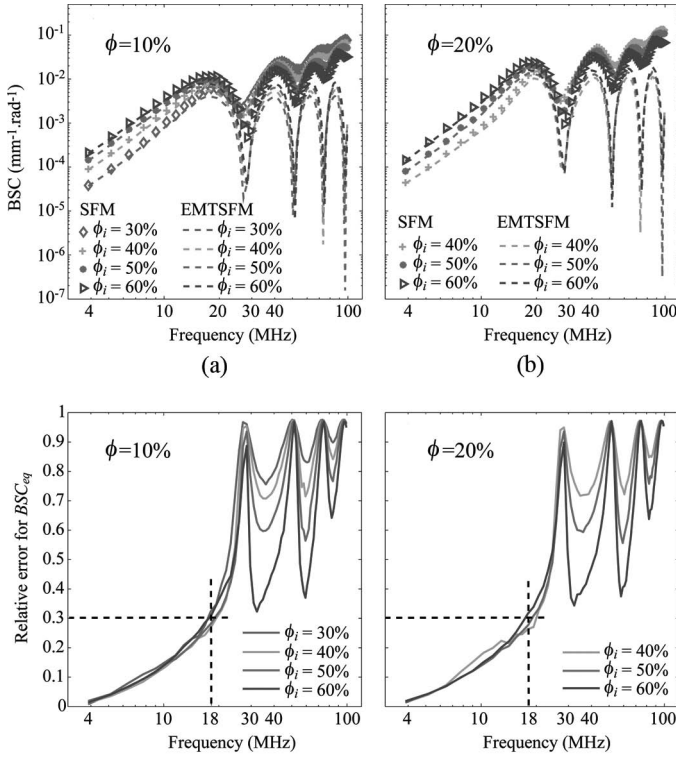 BSC (mm⁻¹.rad⁻¹)
10⁻¹
10⁻²
10⁻³
10⁻⁴
10⁻⁵
10⁻⁶
10⁻⁷
ϕ=10%
SFM EMTSFM
ϕᵢ = 30% ϕᵢ = 30%
ϕᵢ = 40% ϕᵢ = 40%
ϕᵢ = 50% ϕᵢ = 50%
ϕᵢ = 60% ϕᵢ = 60%
4 10 20 30 40 100
Frequency (MHz)
(a)
ϕ=20%
SFM EMTSFM
ϕᵢ = 40% ϕᵢ = 40%
ϕᵢ = 50% ϕᵢ = 50%
ϕᵢ = 60% ϕᵢ = 60%
4 10 20 30 40 100
Frequency (MHz)
(b)
Relative error for BSC_eq
1
0.9
0.8
0.7
0.6
0.5
0.4
0.3
0.2
0.1
0
ϕ=10%
ϕᵢ = 30%
ϕᵢ = 40%
ϕᵢ = 50%
ϕᵢ = 60%
4 10 18 30 40 100
Frequency (MHz)
ϕ=20%
ϕᵢ = 40%
ϕᵢ = 50%
ϕᵢ = 60%
4 10 18 30 40 100
Frequency (MHz)